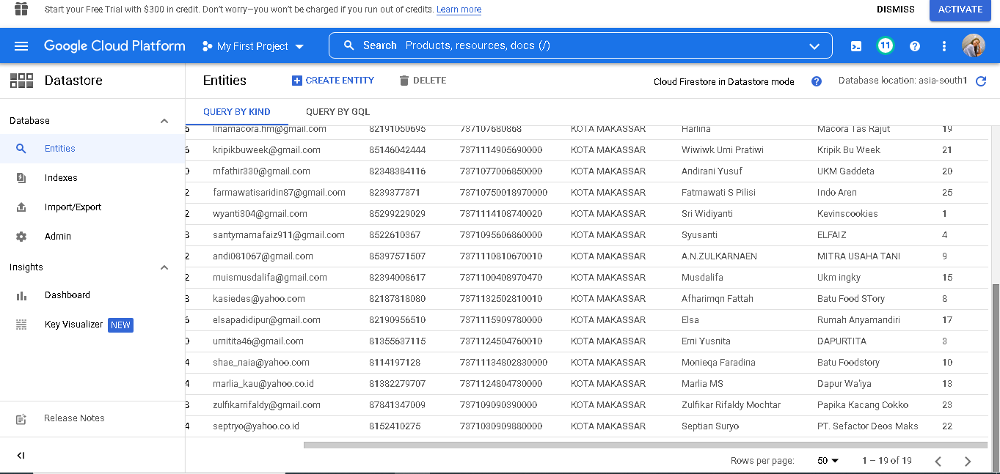 Start your Free Trial with $300 in credit. Don't worry—you won't be charged if you run out of credits. Learn more DISMISS ACTIVATE
Google Cloud Platform My First Project Search Products, resources, docs (/) 11
Datastore
Entities CREATE ENTITY DELETE Cloud Firestore in Datastore mode Database location: asia-south1
QUERY BY KIND QUERY BY GQL
Database
Entities
Indexes
Import/Export
Admin
Insights
Dashboard
Key Visualizer NEW
Release Notes
6 linamacora.hm@gmail.com 82191050695 737107680868 KOTA MAKASSAR Harlina Macora Tas Rajut 19
6 kripikbuweek@gmail.com 85146042444 7371114905690000 KOTA MAKASSAR Wiwiwk Umi Pratiwi Kripik Bu Week 21
0 mfathir330@gmail.com 82348384116 7371077006850000 KOTA MAKASSAR Andirani Yusuf UKM Gaddeta 20
2 farmawatisaridin87@gmail.com 8239377371 73710750018970000 KOTA MAKASSAR Fatmawati S Pilisi Indo Aren 25
2 wyanti304@gmail.com 85299229029 7371114108740020 KOTA MAKASSAR Sri Widiyanti Kevinscookies 1
3 santymamafaiz911@gmail.com 8522610367 7371095606860000 KOTA MAKASSAR Syusanti ELFAIZ 4
2 andi081067@gmail.com 85397571507 7371110810670010 KOTA MAKASSAR A.N.ZULKARNAEN MITRA USAHA TANI 9
2 muismusdalifa@gmail.com 82394008617 7371100408970470 KOTA MAKASSAR Musdalifa Ukm ingky 15
3 kasiedes@yahoo.com 82187818080 7371132502810010 KOTA MAKASSAR Afharimqn Fattah Batu Food STory 8
6 elsapadidipur@gmail.com 82190956510 7371115909780000 KOTA MAKASSAR Elsa Rumah Anyamandiri 17
0 umitita46@gmail.com 81355637115 7371124504760010 KOTA MAKASSAR Erni Yusnita DAPURTITA 3
4 shae_naia@yahoo.com 8114197128 73711134802830000 KOTA MAKASSAR Monieqa Faradina Batu Foodstory 10
4 marlia_kau@yahoo.co.id 81382279707 7371124804730000 KOTA MAKASSAR Marlia MS Dapur Wa'iya 13
3 zulfikarrifaldy@gmail.com 87841347009 737109090390000 KOTA MAKASSAR Zulfikar Rifaldy Mochtar Papika Kacang Cokko 23
4 septryo@yahoo.co.id 8152410275 7371030909880000 KOTA MAKASSAR Septian Suryo PT. Sefactor Deos Maks 22
Rows per page: 50 1 – 19 of 19